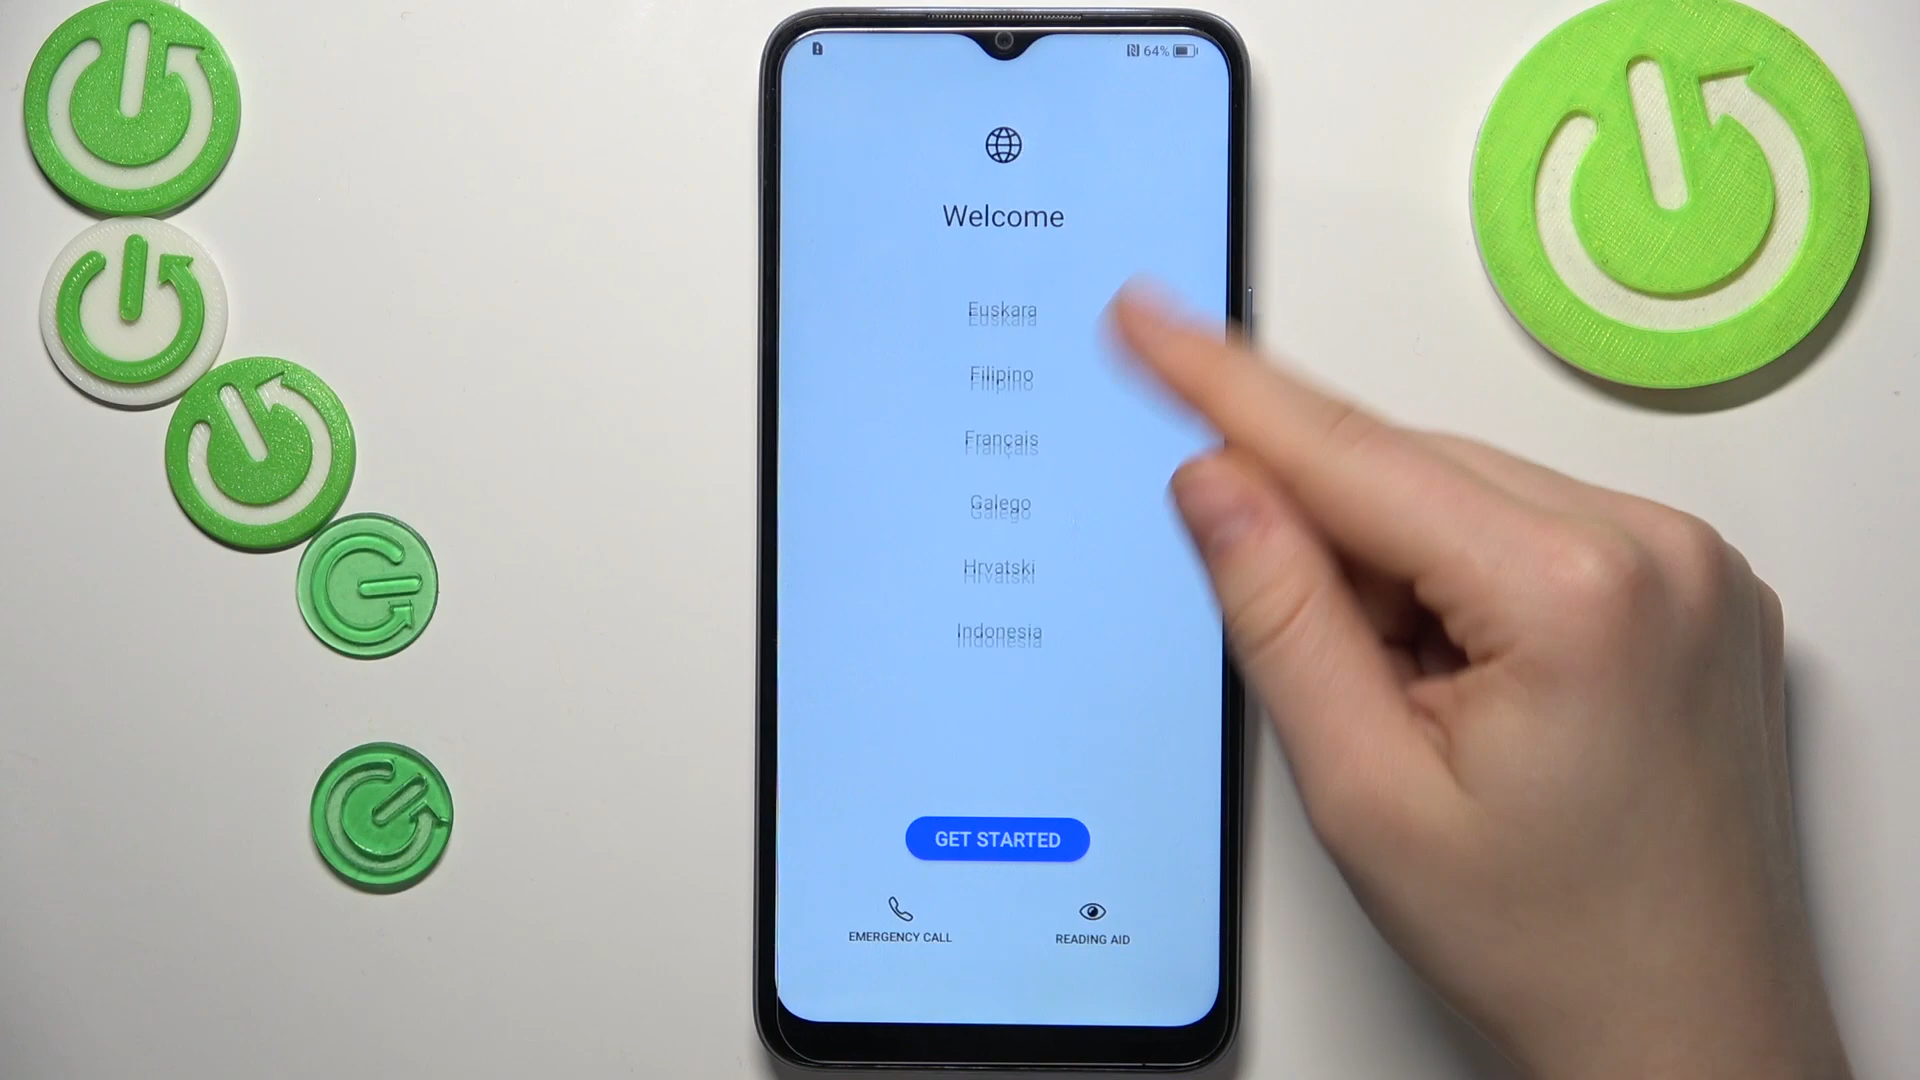 64%
Welcome
Euskara
Filipino
Français
Galego
Hrvatski
Indonesia
GET STARTED
EMERGENCY CALL
READING AID